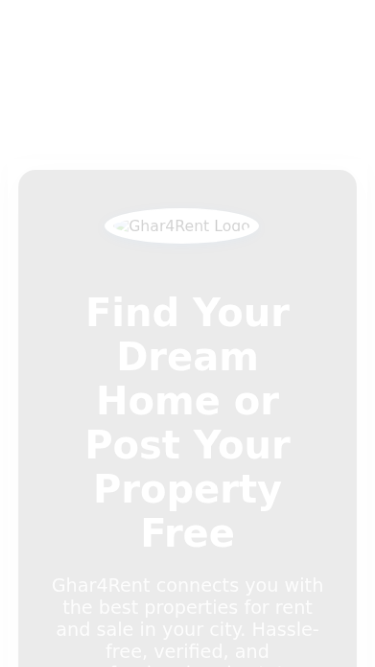 Ghar4Rent Logo
Find Your
Dream
Home or
Post Your
Property
Free
Ghar4Rent connects you with
the best properties for rent
and sale in your city. Hassle-
free, verified, and